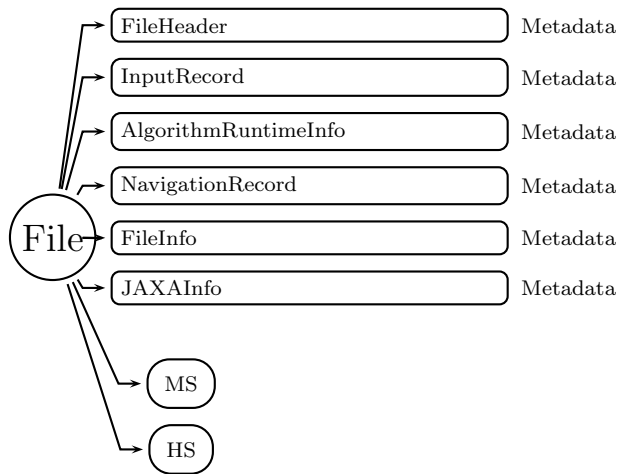 FileHeader Metadata
InputRecord Metadata
AlgorithmRuntimeInfo Metadata
NavigationRecord Metadata
File FileInfo Metadata
JAXAInfo Metadata
MS
HS